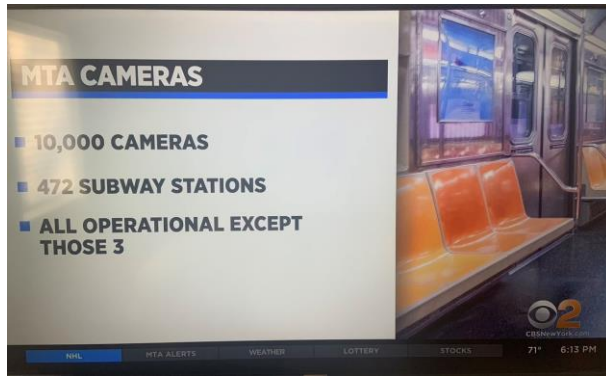 MTA CAMERAS
10,000 CAMERAS
472 SUBWAY STATIONS
ALL OPERATIONAL EXCEPT
THOSE 3
2
CBSNewYork.com
NHL MTA ALERTS WEATHER LOTTERY STOCKS 71° 6:13 PM